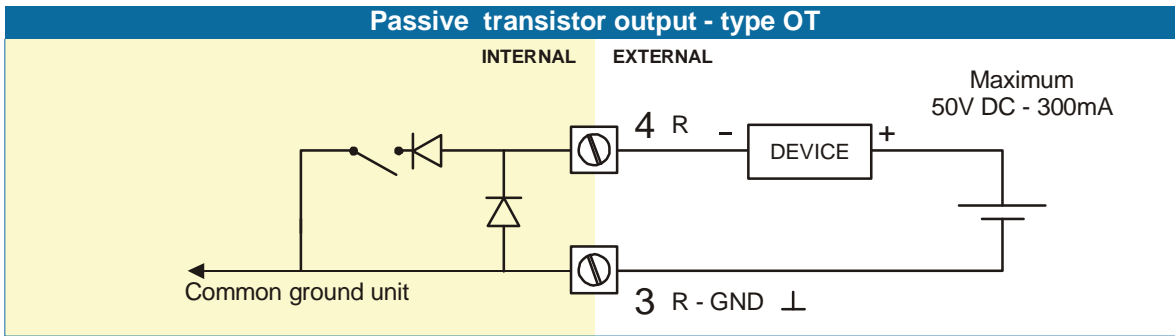 Passive transistor output - type OT
INTERNAL EXTERNAL
Maximum
50V DC - 300mA
4 R - DEVICE +
Common ground unit
3 R - GND ⊥